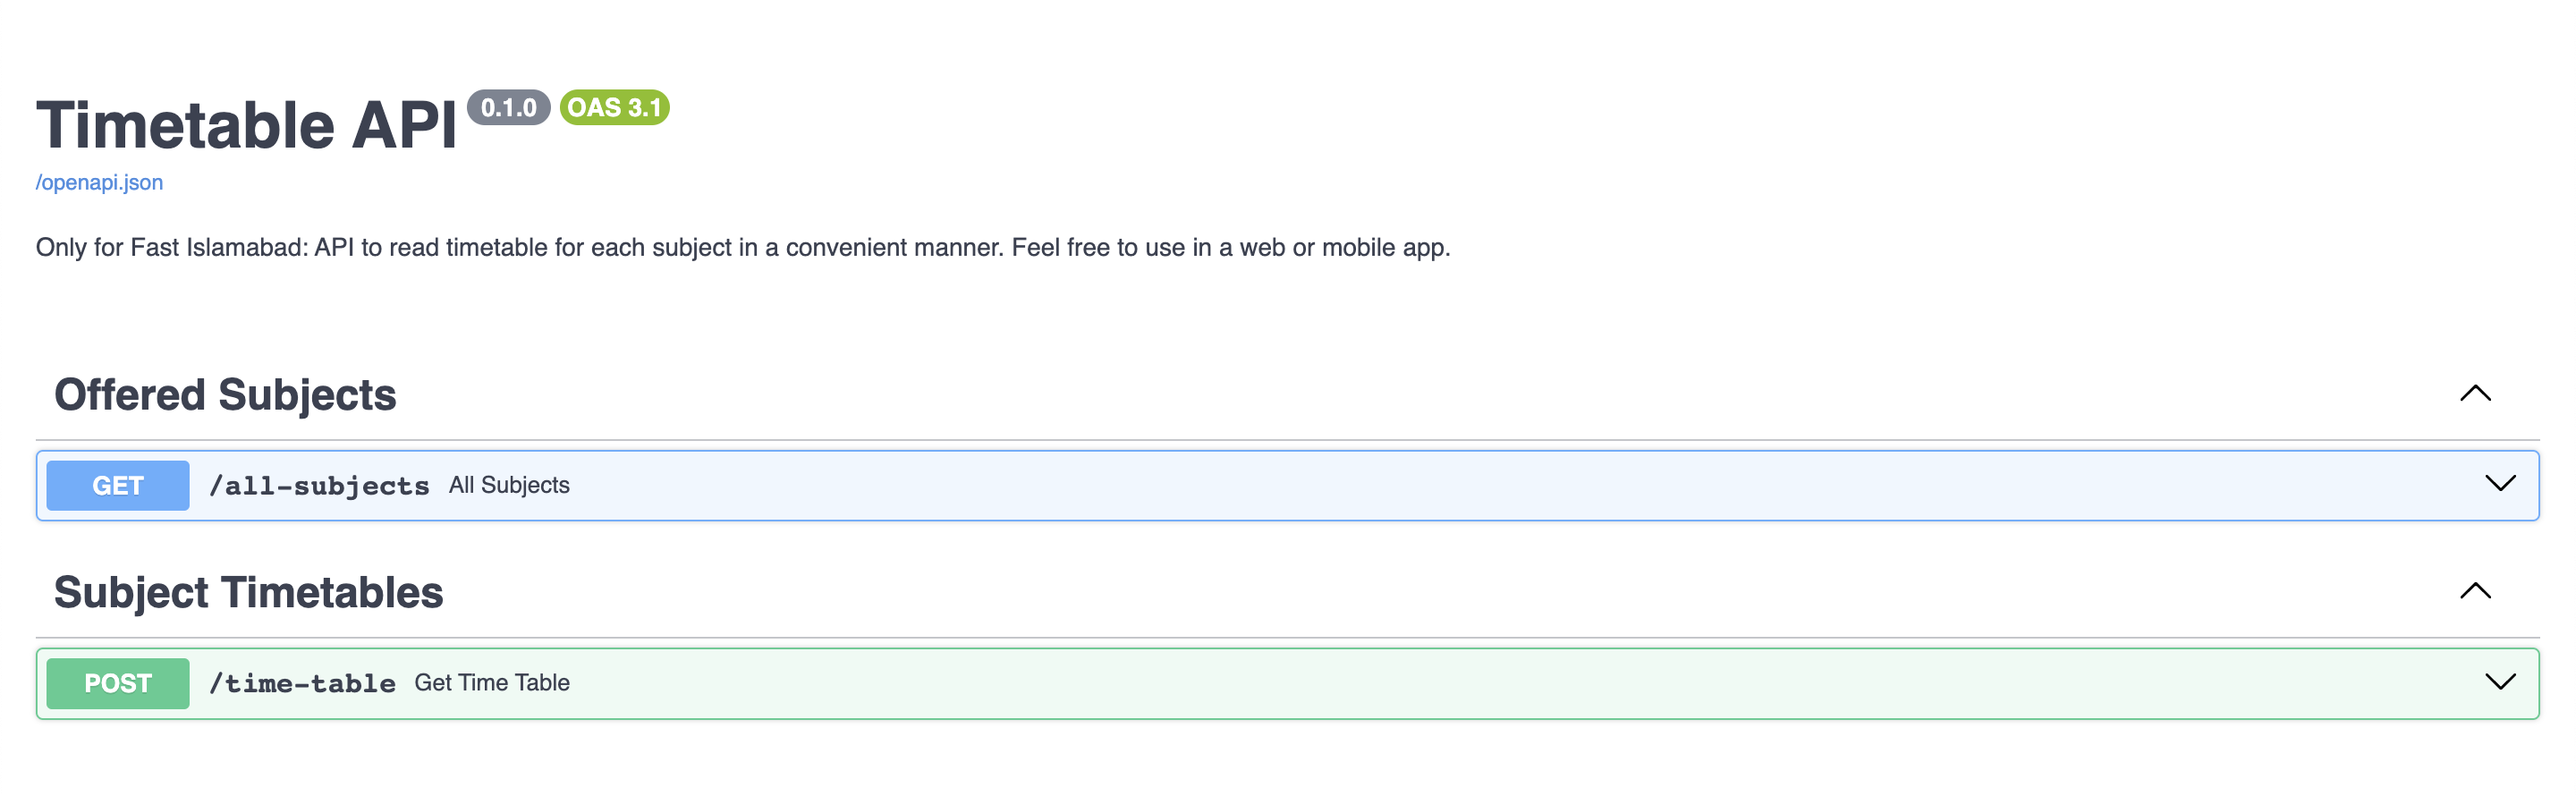 Timetable API 0.1.0 OAS 3.1
/openapi.json
Only for Fast Islamabad: API to read timetable for each subject in a convenient manner. Feel free to use in a web or mobile app.
Offered Subjects
GET /all-subjects All Subjects
Subject Timetables
POST /time-table Get Time Table